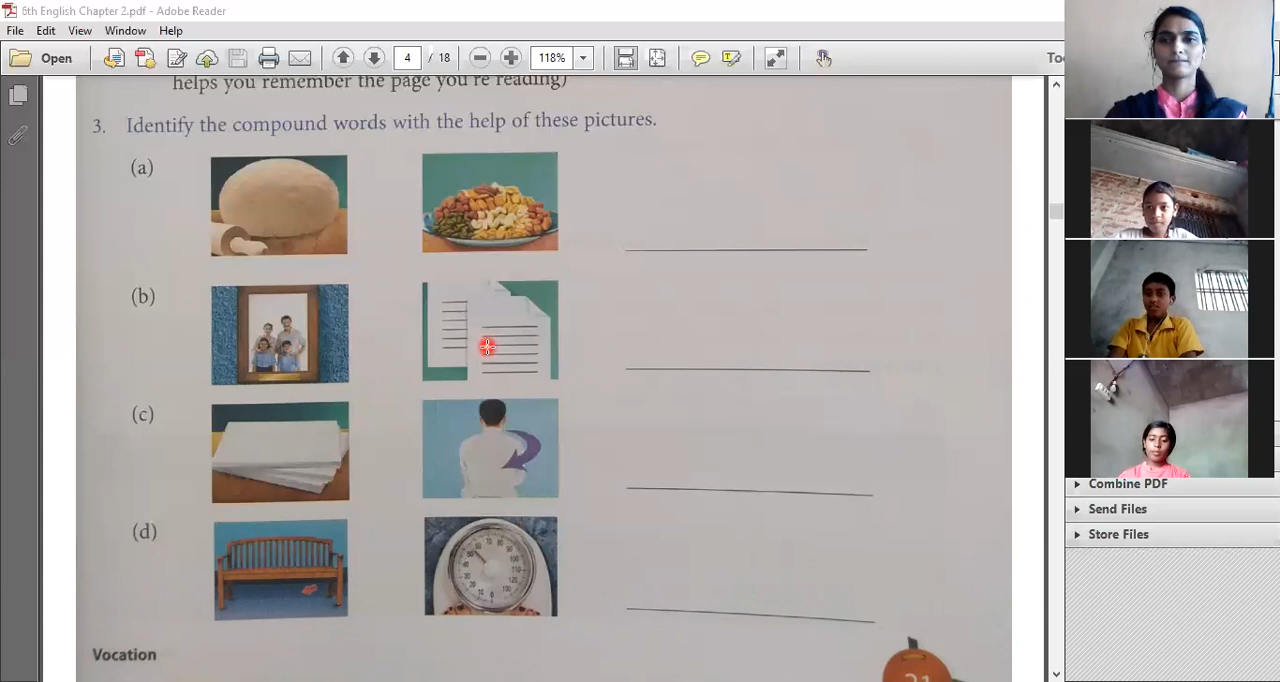 6th English Chapter 2.pdf - Adobe Reader
File Edit View Window Help
Open 4 / 18 118% To
helps you remember the page you're reading)
3. Identify the compound words with the help of these pictures.
(a)
(b)
(c)
(d)
Vocation
21
Combine PDF
Send Files
Store Files